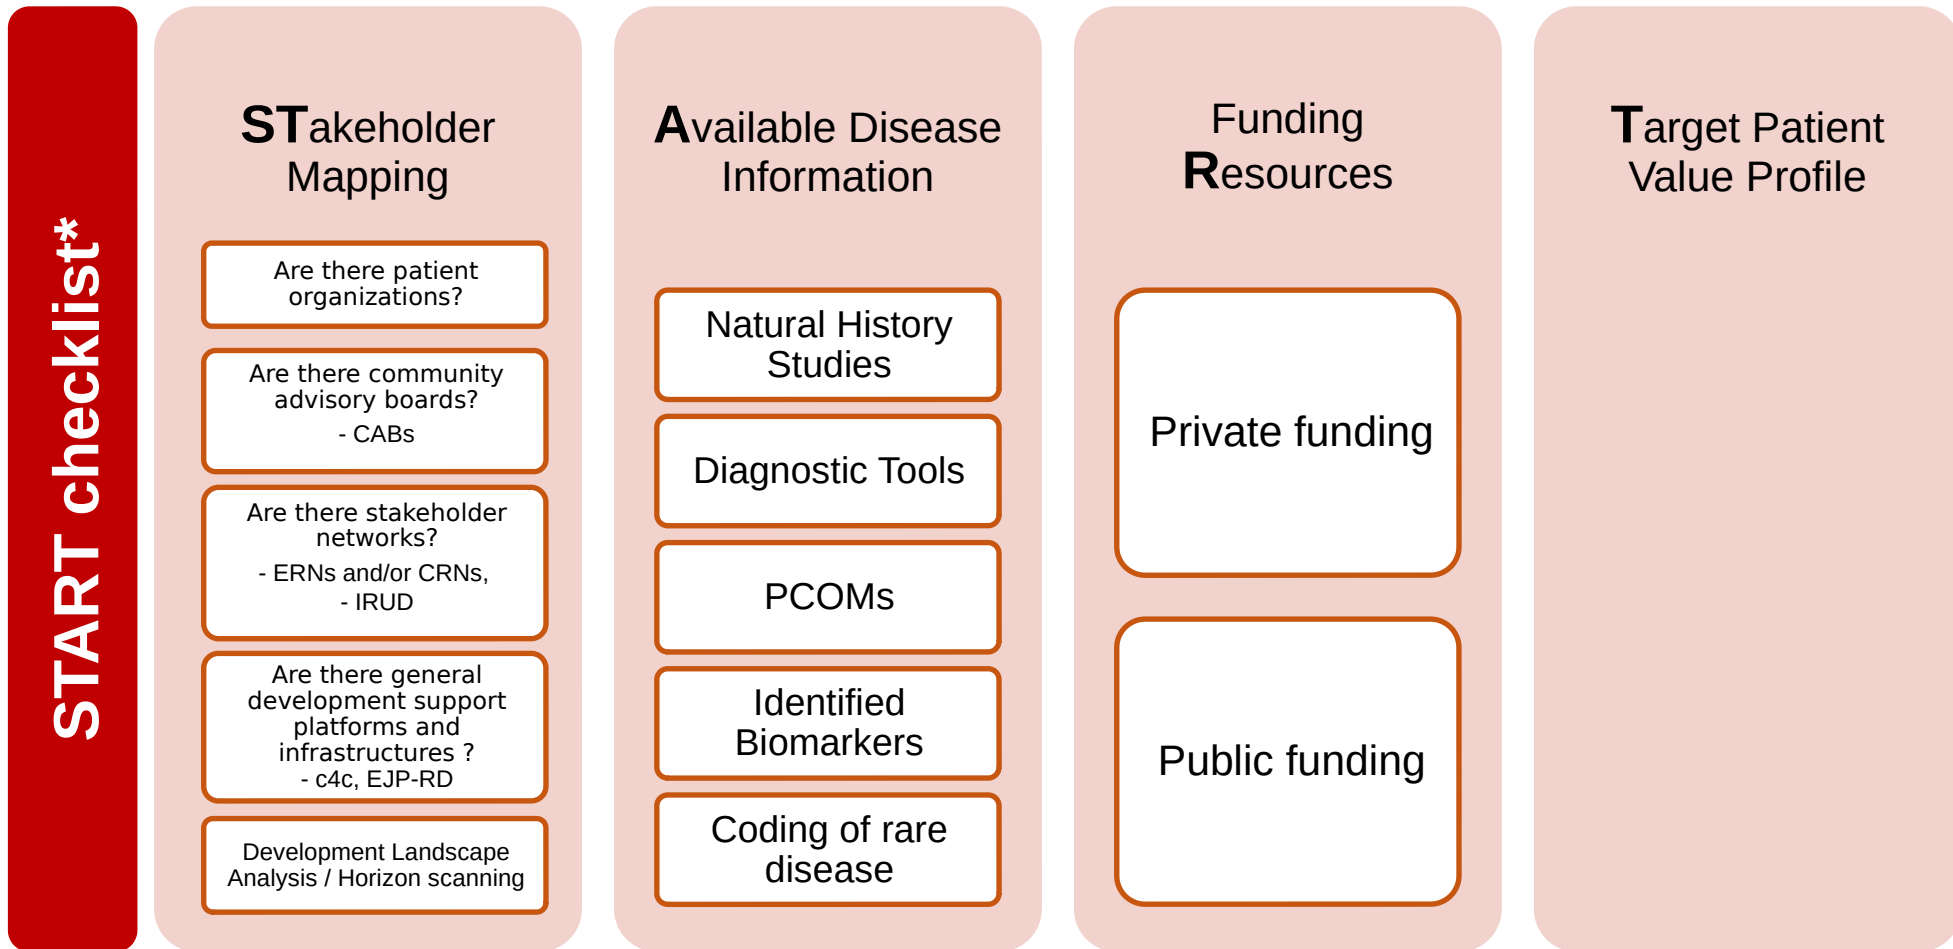 START checklist*
STakeholder
Mapping
Are there patient
organizations?
Are there community
advisory boards?
- CABs
Are there stakeholder
networks?
- ERNs and/or CRNs,
- IRUD
Are there general
development support
platforms and
infrastructures ?
- c4c, EJP-RD
Development Landscape
Analysis / Horizon scanning
Available Disease
Information
Natural History
Studies
Diagnostic Tools
PCOMs
Identified
Biomarkers
Coding of rare
disease
Funding
Resources
Private funding
Public funding
Target Patient
Value Profile